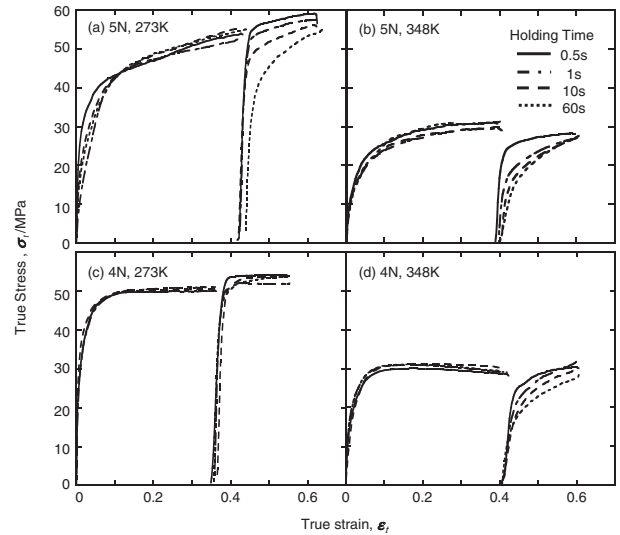 (a) 5N, 273K
(b) 5N, 348K
Holding Time
0.5s
1s
10s
60s
60
50
40
30
20
10
0
(c) 4N, 273K
(d) 4N, 348K
50
40
30
20
10
0
0 0.2 0.4 0.6 0 0.2 0.4 0.6
True Stress , σt/MPa
True strain, εt